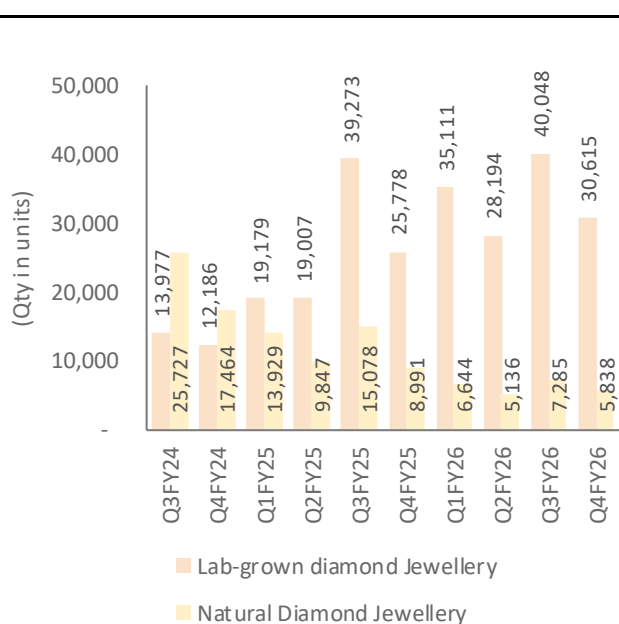 (Qty in units)
50,000
40,000
30,000
20,000
10,000
-
13,977
25,727
12,186
17,464
19,179
13,929
19,007
9,847
39,273
15,078
25,778
8,991
35,111
6,644
28,194
5,136
40,048
7,285
30,615
5,838
Q3FY24
Q4FY24
Q1FY25
Q2FY25
Q3FY25
Q4FY25
Q1FY26
Q2FY26
Q3FY26
Q4FY26
Lab-grown diamond Jewellery
Natural Diamond Jewellery